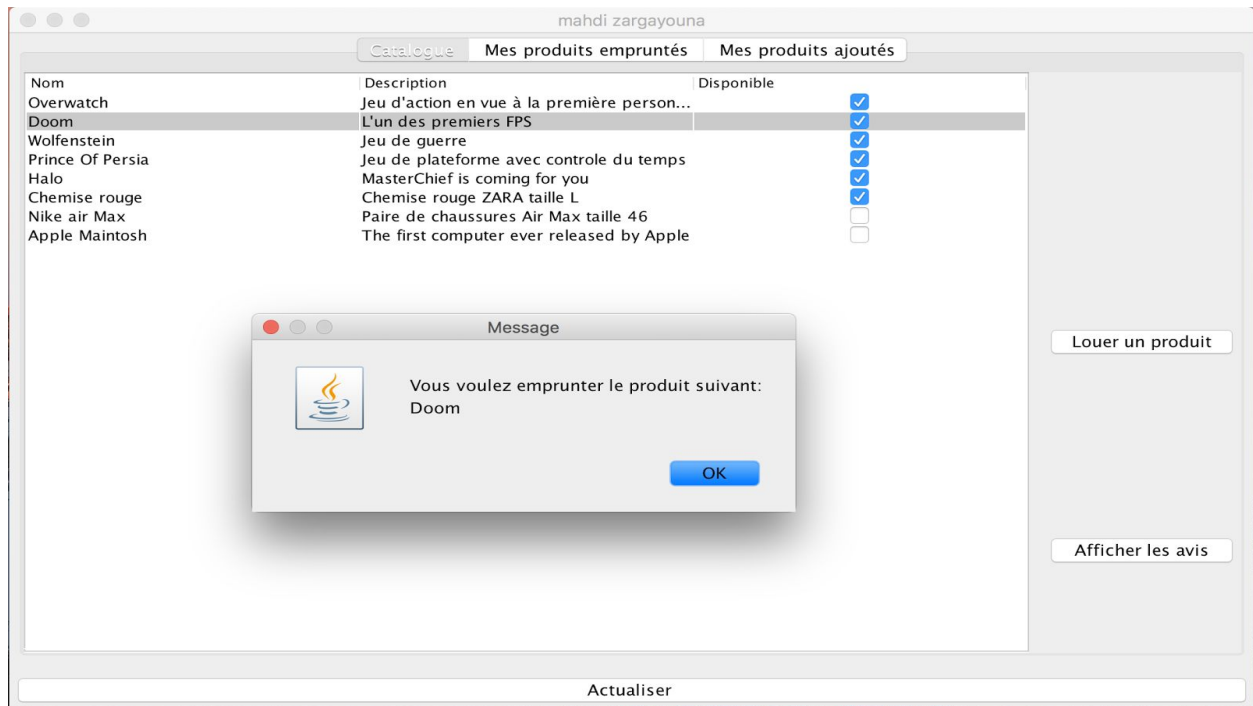 mahdi zargayouna
Catalogue Mes produits empruntés Mes produits ajoutés
Nom Description Disponible
Overwatch Jeu d'action en vue à la première person...
Doom L'un des premiers FPS
Wolfenstein Jeu de guerre
Prince Of Persia Jeu de plateforme avec controle du temps
Halo MasterChief is coming for you
Chemise rouge Chemise rouge ZARA taille L
Nike air Max Paire de chaussures Air Max taille 46
Apple Maintosh The first computer ever released by Apple
Message
Vous voulez emprunter le produit suivant:
Doom
OK
Louer un produit
Afficher les avis
Actualiser